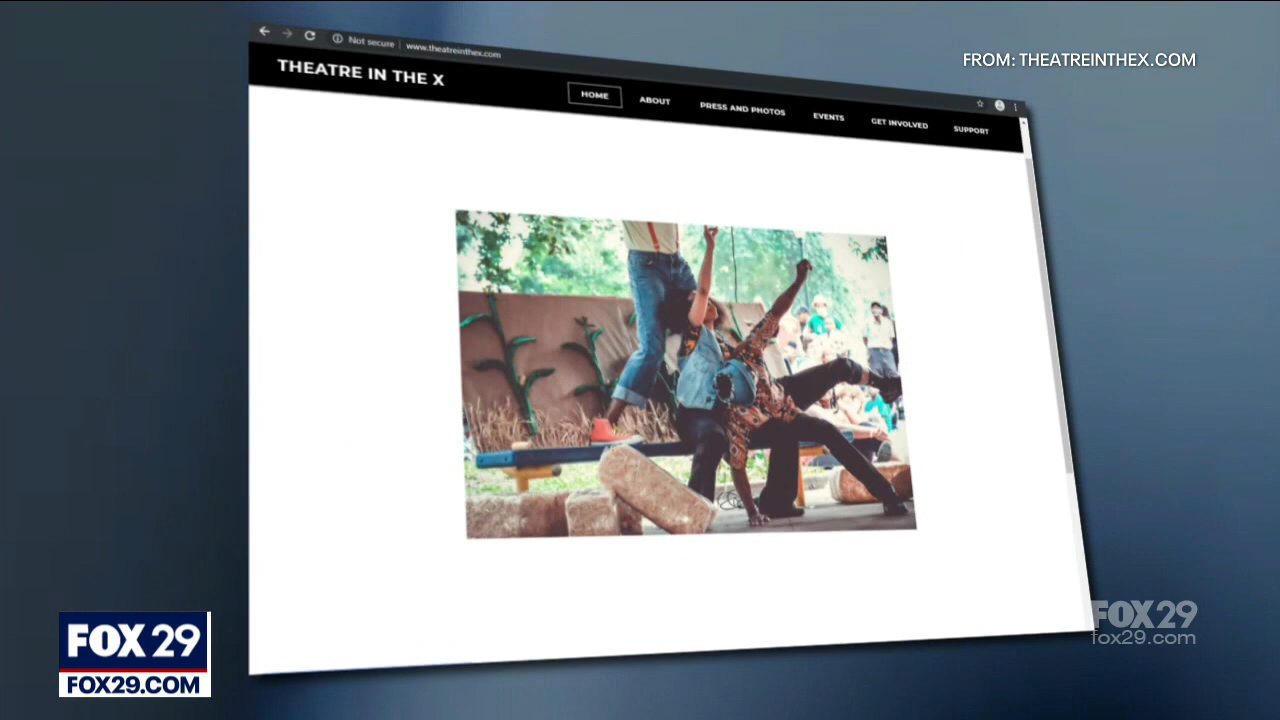 Not secure | www.theatreinthex.com
FROM: THEATREINTHEX.COM
THEATRE IN THE X
HOME
ABOUT
PRESS AND PHOTOS
EVENTS
GET INVOLVED
SUPPORT
FOX 29
FOX29.COM
FOX 29
fox29.com